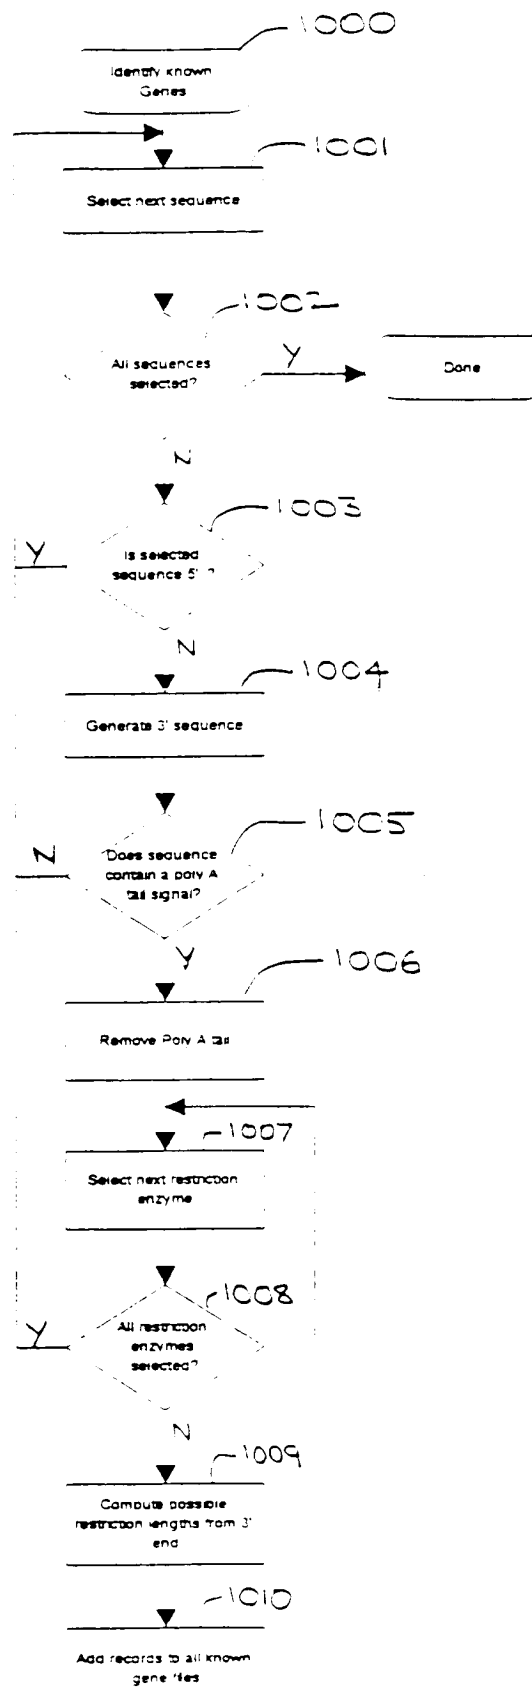 1000
Identify known
Genes
1001
Select next sequence
1002
All sequences
selected?
Y
Done
N
1003
Is selected
sequence 5' ?
Y
N
1004
Generate 3' sequence
1005
Does sequence
contain a poly A
tail signal?
N
Y
1006
Remove Poly A tail
1007
Select next restriction
enzyme
1008
All restriction
enzymes
selected?
Y
N
1009
Compute possible
restriction lengths from 3'
end
1010
Add records to all known
gene files